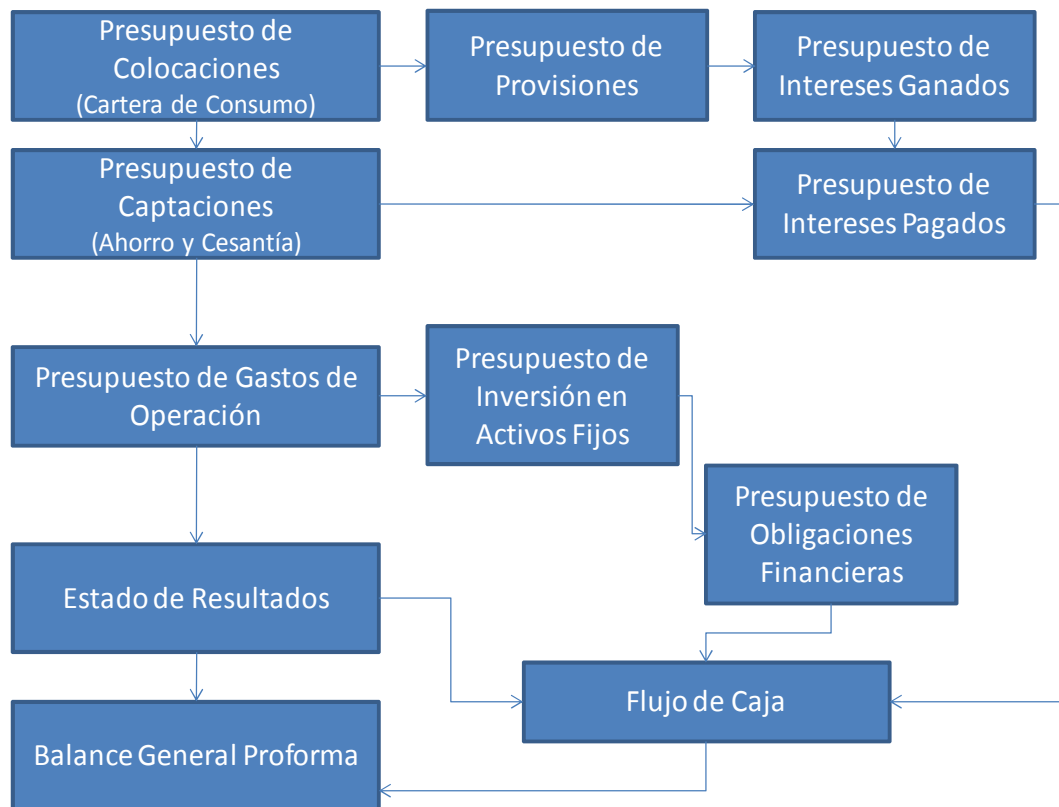 Presupuesto de
Colocaciones
(Cartera de Consumo)
Presupuesto de
Provisiones
Presupuesto de
Intereses Ganados
Presupuesto de
Captaciones
(Ahorro y Cesantía)
Presupuesto de
Intereses Pagados
Presupuesto de Gastos de
Operación
Presupuesto de
Inversión en
Activos Fijos
Presupuesto de
Obligaciones
Financieras
Estado de Resultados
Flujo de Caja
Balance General Proforma